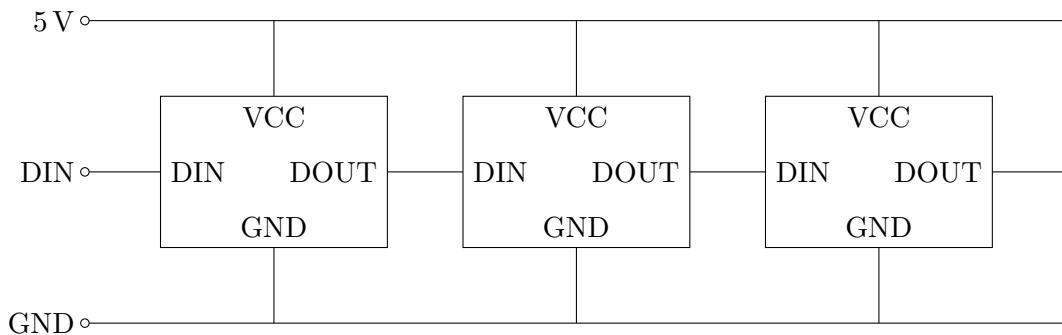 5 V
VCC VCC VCC
DIN DIN DOUT DIN DOUT DIN DOUT
GND GND GND
GND